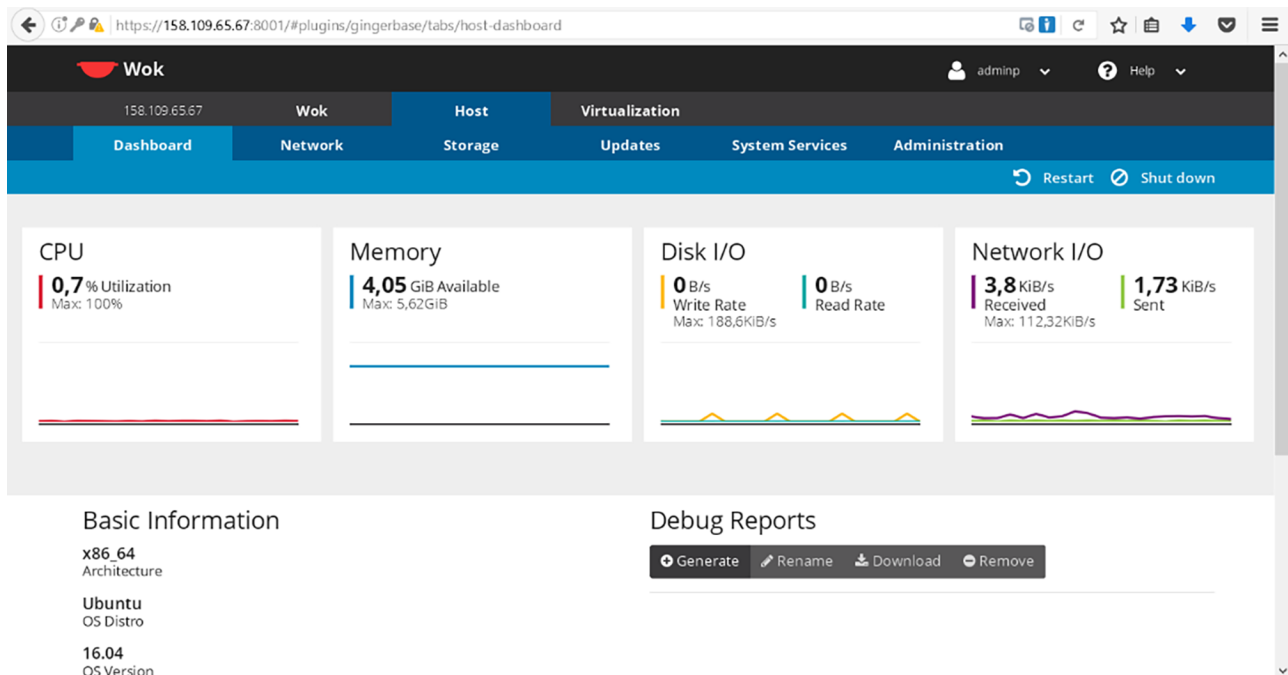 https://158.109.65.67:8001/#plugins/gingerbase/tabs/host-dashboard
Wok
adminp
Help
158.109.65.67 Wok Host Virtualization
Dashboard Network Storage Updates System Services Administration
Restart Shut down
CPU
0,7 % Utilization
Max: 100%
Memory
4,05 GiB Available
Max: 5,62GiB
Disk I/O
0 B/s
Write Rate
Max: 188,6KiB/s
0 B/s
Read Rate
Network I/O
3,8 KiB/s
Received
Max: 112,32KiB/s
1,73 KiB/s
Sent
Basic Information
x86_64
Architecture
Ubuntu
OS Distro
16.04
OS Version
Debug Reports
Generate Rename Download Remove